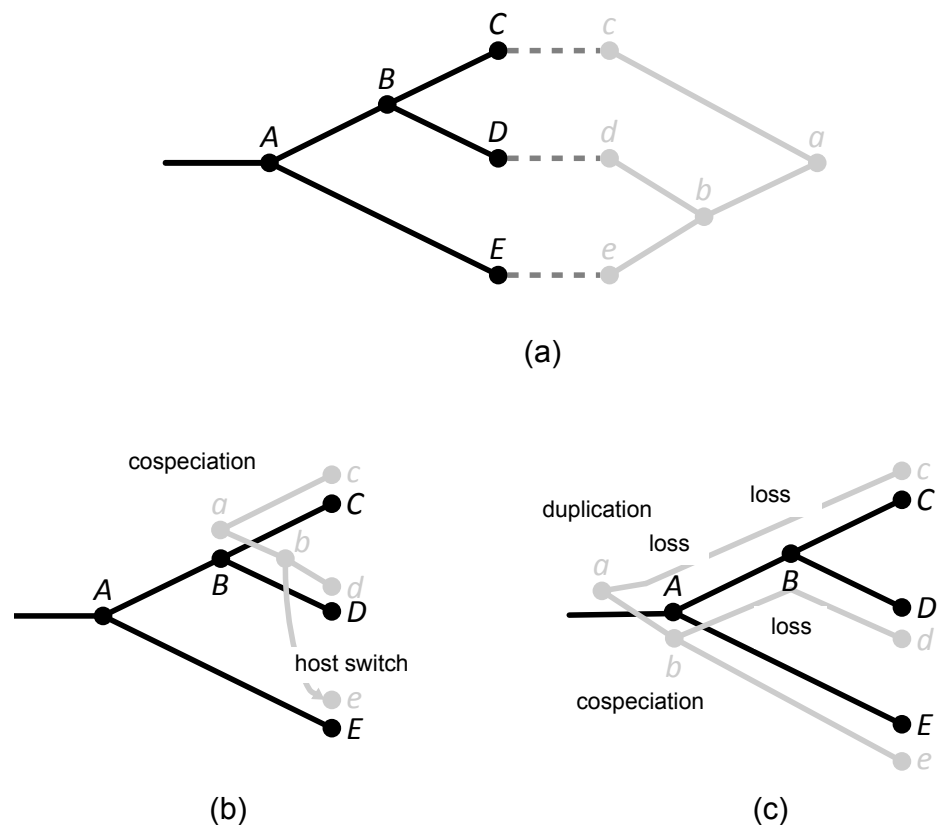 C c
B
A D d a
b
E e
(a)
cospeciation c
a C
b
B d
A D
host switch
e
E
(b)
c
loss C
duplication
loss
a A B D
loss d
b
cospeciation E
e
(c)